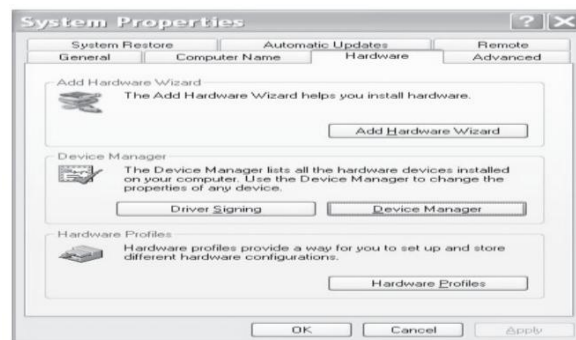 System Properties
System Restore Automatic Updates Remote
General Computer Name Hardware Advanced
Add Hardware Wizard
The Add Hardware Wizard helps you install hardware.
Add Hardware Wizard
Device Manager
The Device Manager lists all the hardware devices installed
on your computer. Use the Device Manager to change the
properties of any device.
Driver Signing Device Manager
Hardware Profiles
Hardware profiles provide a way for you to set up and store
different hardware configurations.
Hardware Profiles
OK Cancel Apply